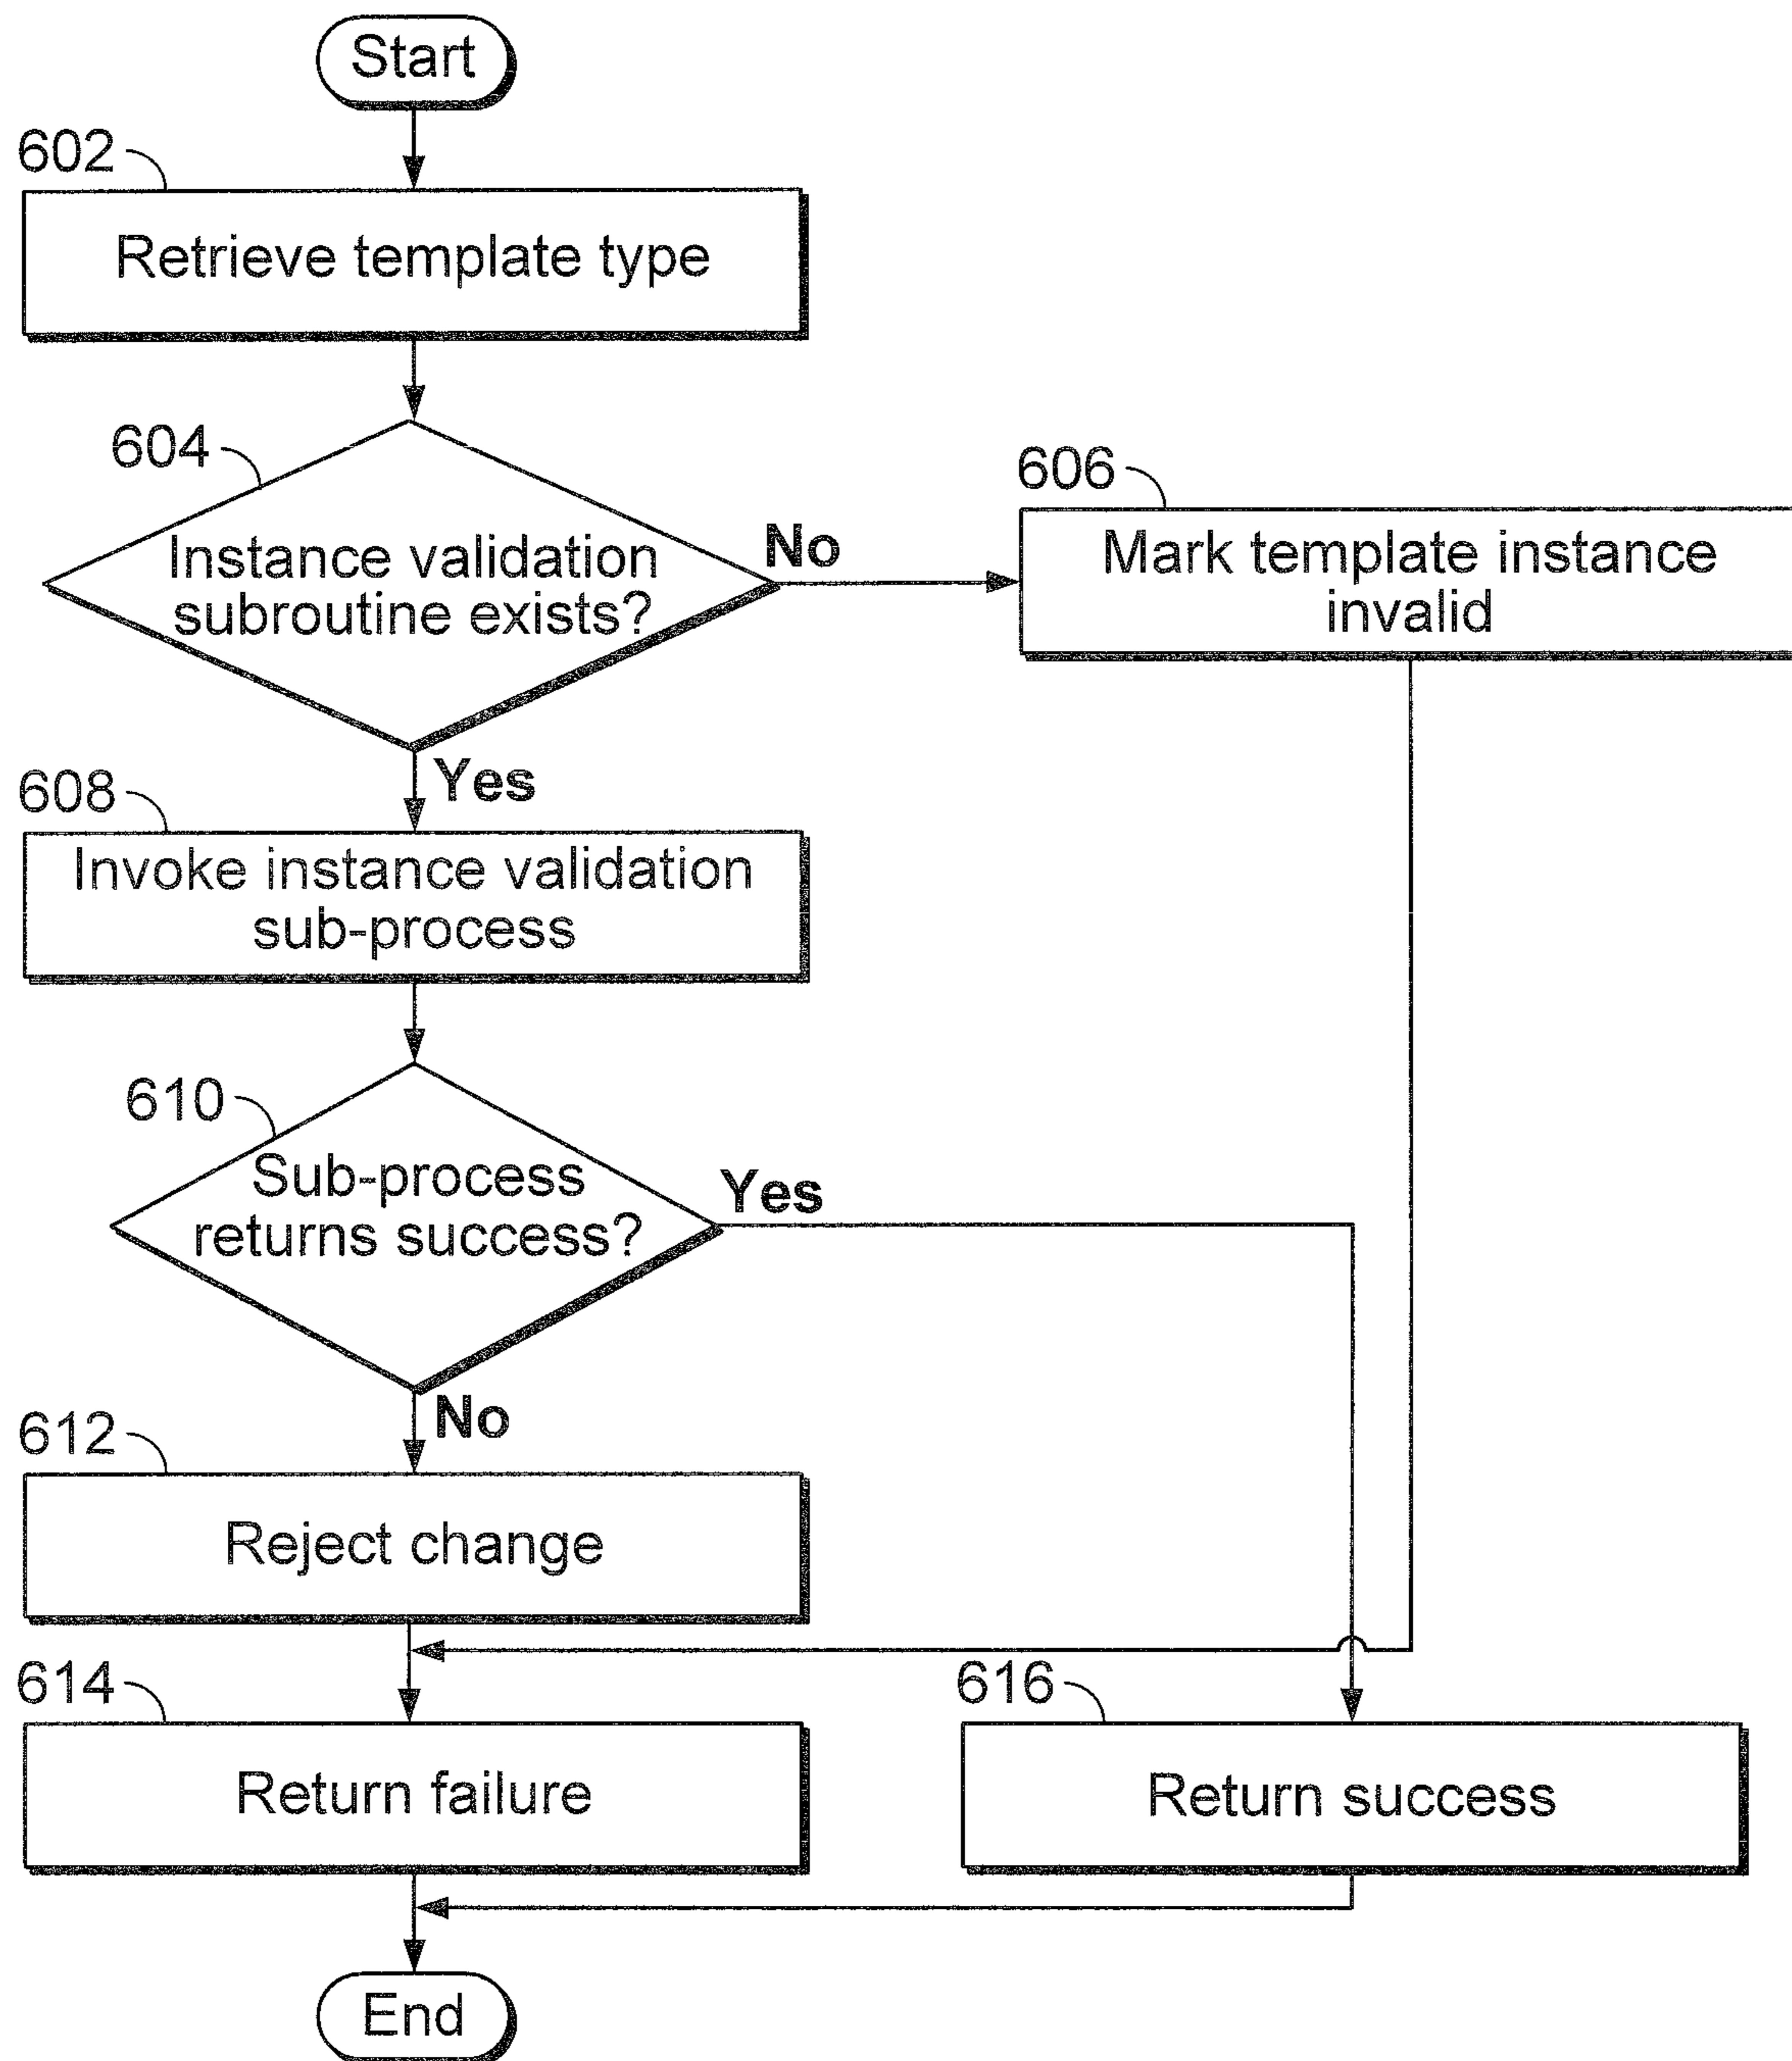 Start
602
Retrieve template type
604
Instance validation
subroutine exists?
No
606
Mark template instance
invalid
Yes
608
Invoke instance validation
sub-process
610
Sub-process
returns success?
Yes
No
612
Reject change
614
Return failure
616
Return success
End